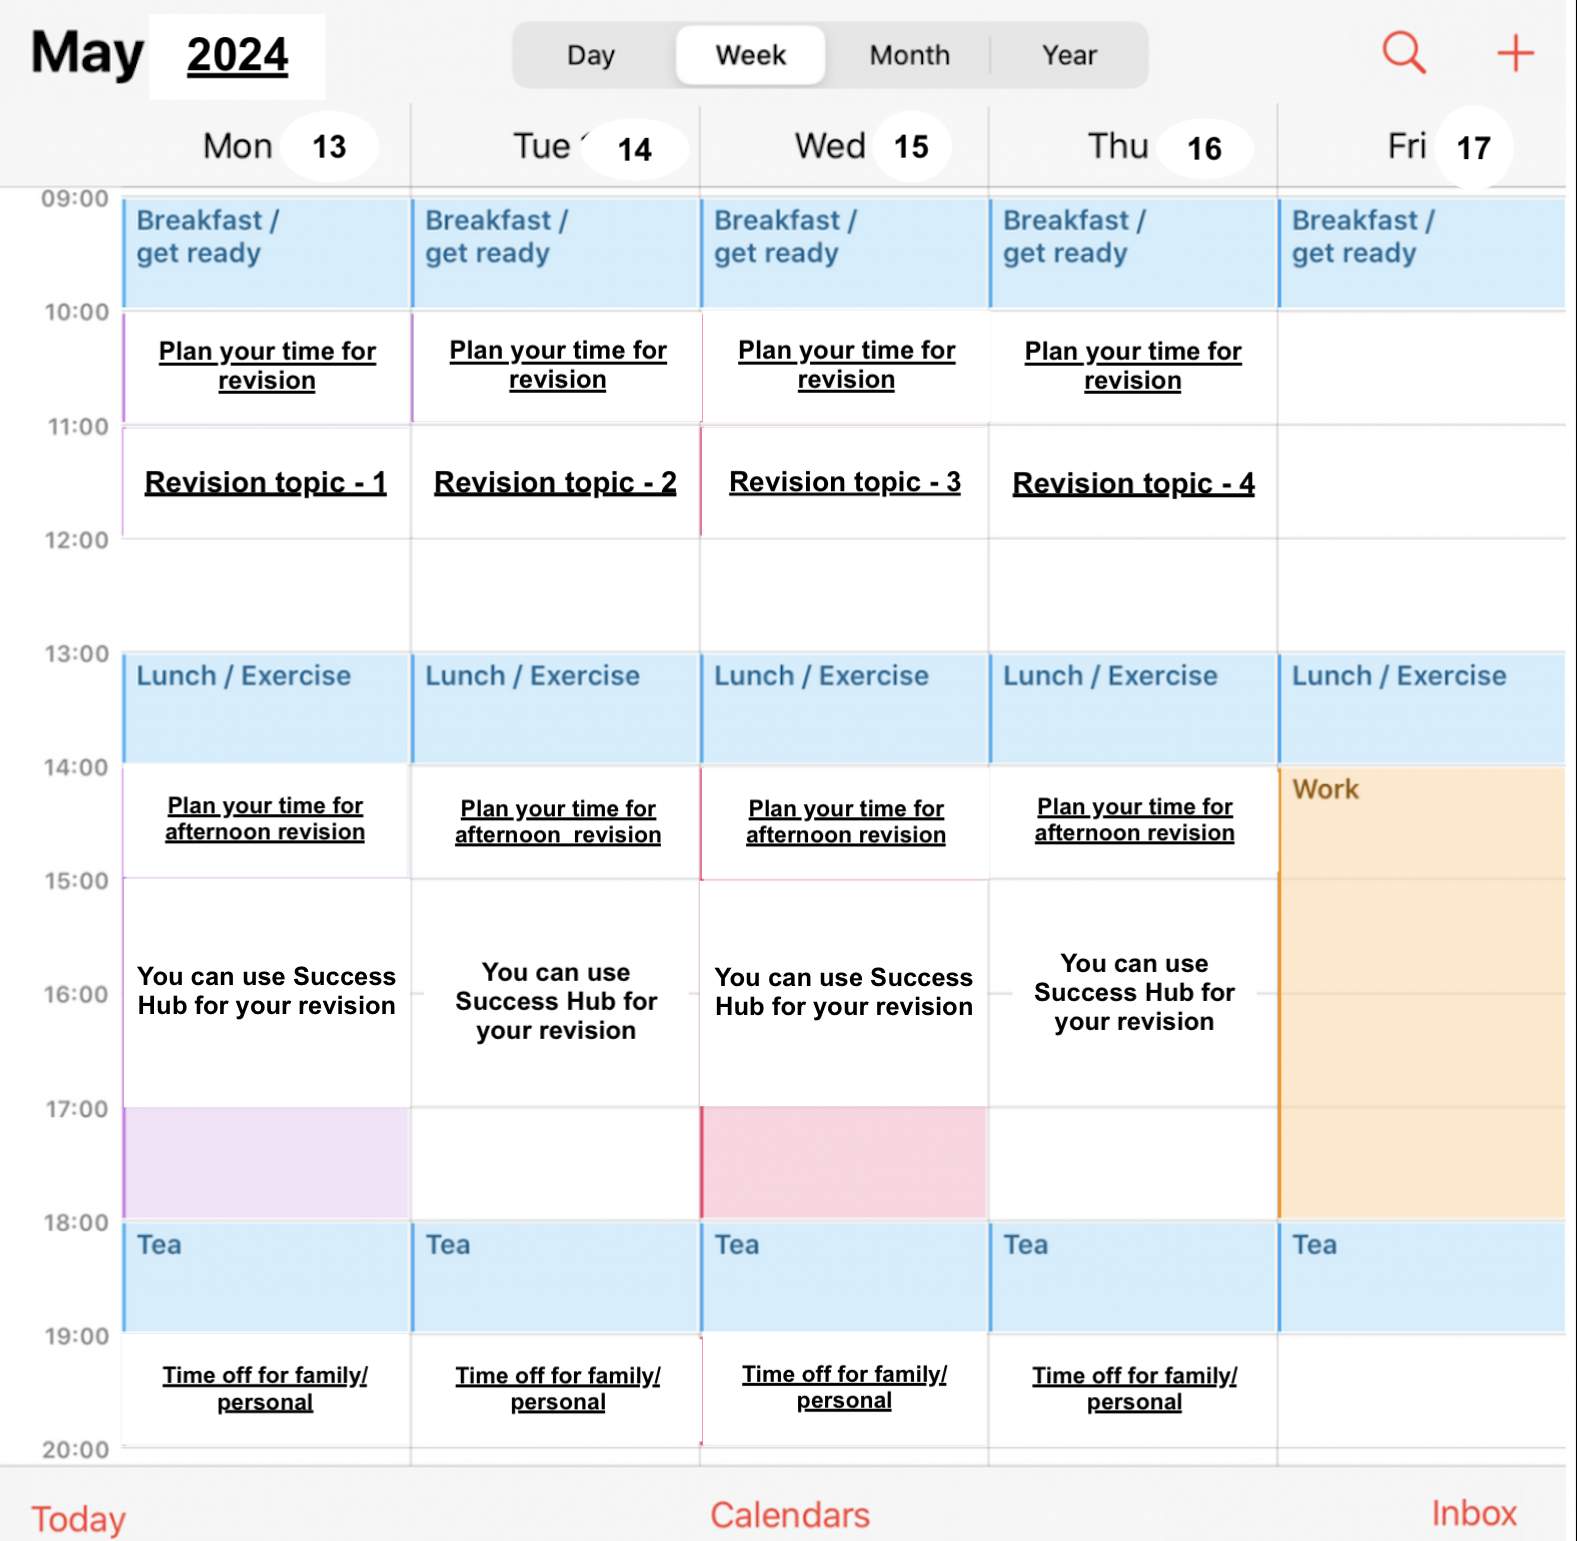 May 2024
Day Week Month Year
Mon 13 Tue 14 Wed 15 Thu 16 Fri 17
09:00
Breakfast / Breakfast / Breakfast / Breakfast / Breakfast /
get ready get ready get ready get ready get ready
10:00
Plan your time for Plan your time for Plan your time for Plan your time for
revision revision revision revision
11:00
Revision topic - 1 Revision topic - 2 Revision topic - 3 Revision topic - 4
12:00
13:00
Lunch / Exercise Lunch / Exercise Lunch / Exercise Lunch / Exercise Lunch / Exercise
14:00
Work
Plan your time for Plan your time for Plan your time for Plan your time for
afternoon revision afternoon revision afternoon revision afternoon revision
15:00
You can use Success You can use You can use Success You can use
16:00 Hub for your revision Success Hub for Hub for your revision Success Hub for
your revision your revision
17:00
18:00
Tea Tea Tea Tea Tea
19:00
Time off for family/ Time off for family/ Time off for family/ Time off for family/
personal personal personal personal
20:00
Today Calendars Inbox